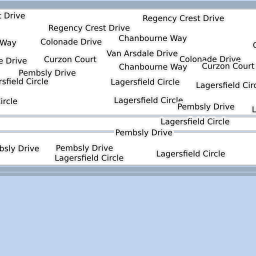 Drive
Regency Crest Drive
Regency Crest Drive
Way
Colonade Drive
Chanbourne Way
e Drive
Curzon Court
Van Arsdale Drive
Colonade Drive
Pembsly Drive
Chanbourne Way
Curzon Court
rsfield Circle
Lagersfield Circle
Lagersfield Circ
ircle
Lagersfield Circle
Pembsly Drive
Lagersfield Circle
Pembsly Drive
bsly Drive
Pembsly Drive
Lagersfield Circle
Lagersfield Circle